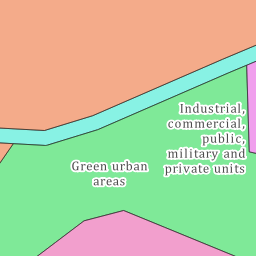 Industrial,
commercial,
public,
military and
private units
Green urban
areas